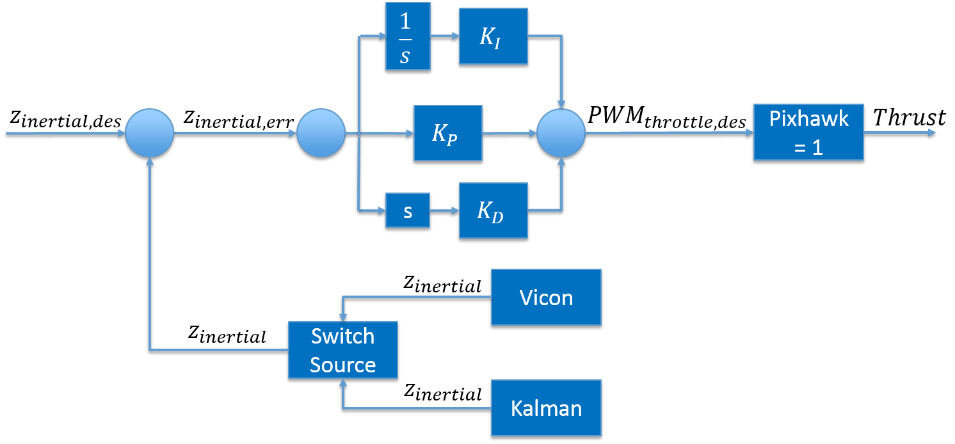 1
s
K_I
z_inertial,des
z_inertial,err
K_P
PWM_throttle,des
Pixhawk
= 1
Thrust
s
K_D
z_inertial
Vicon
z_inertial
Switch
Source
z_inertial
Kalman